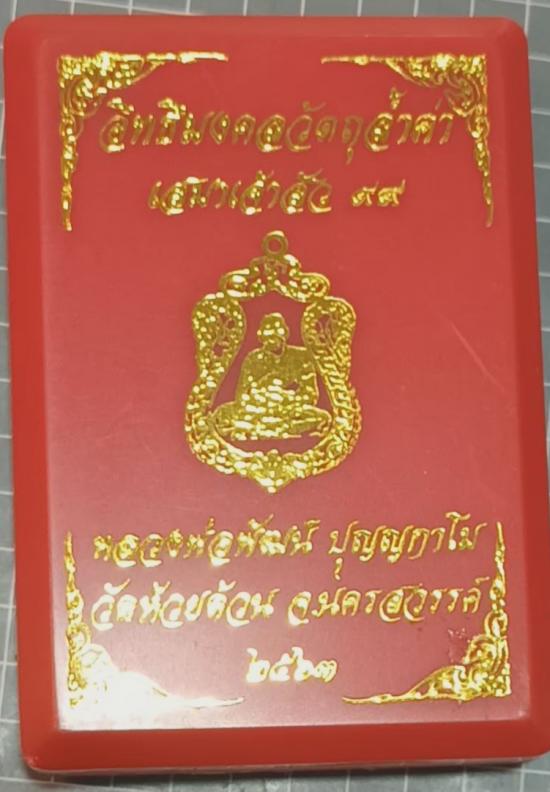 สิทธิมงคลวัตถุล้ำค่า
เสมาเจ้าสัว ๙๙
หลวงพ่อพัฒน์ ปุญญกาโม
วัดห้วยด้วน จ.นครสวรรค์
๒๕๖๓